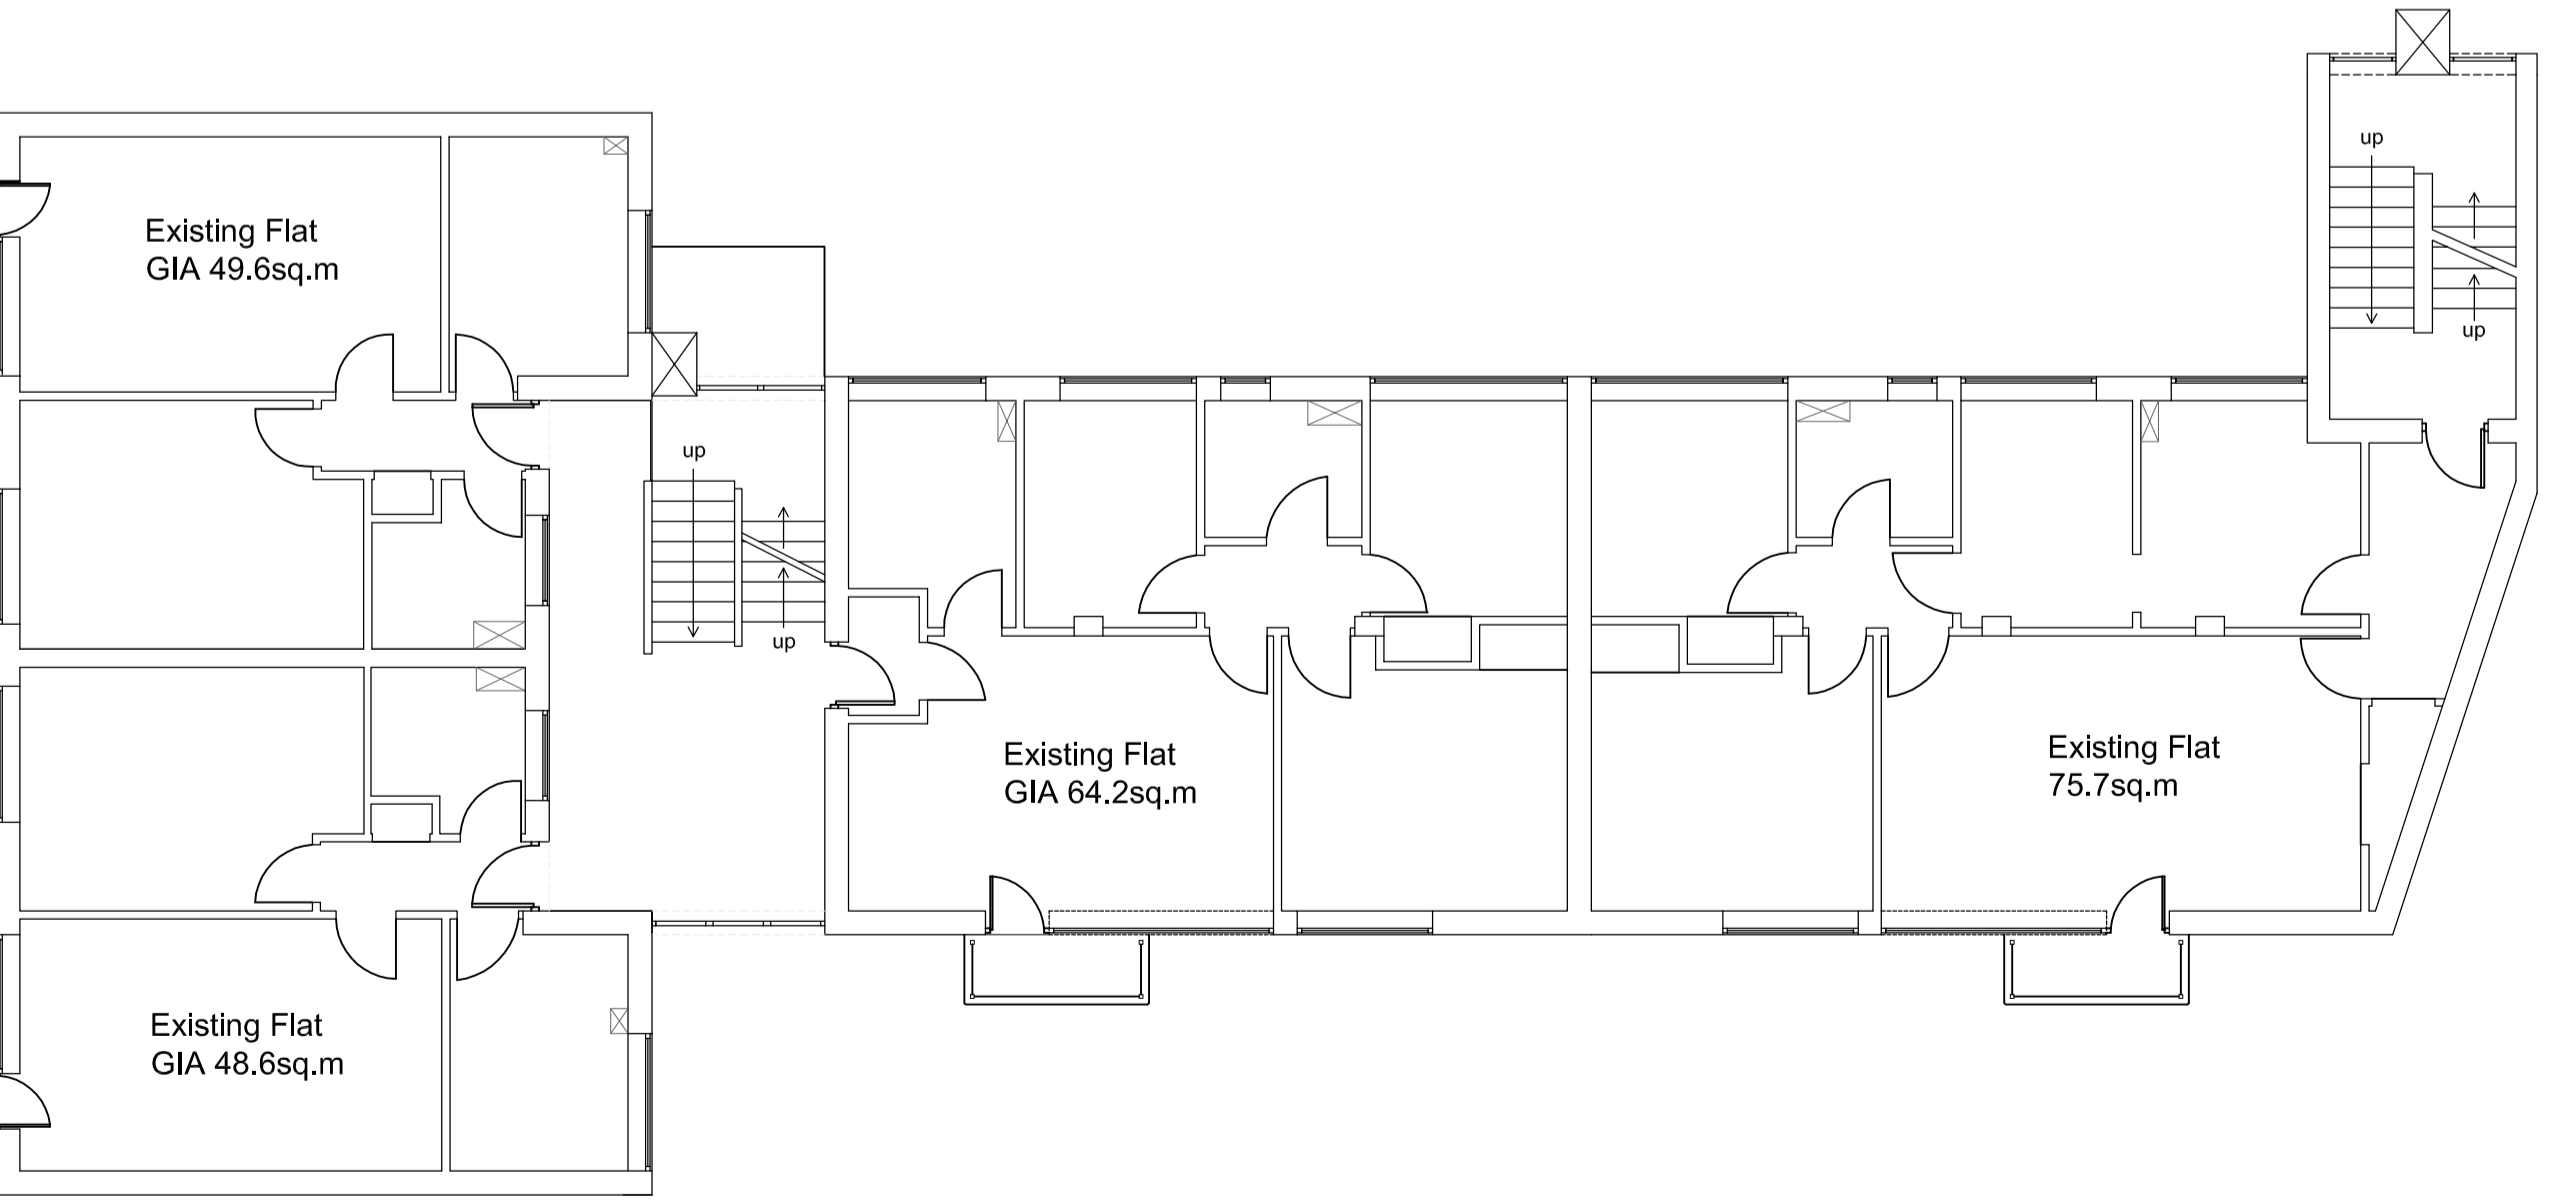 up
Existing Flat
GIA 49.6sq.m
up
up
up
Existing Flat
GIA 64.2sq.m
Existing Flat
75.7sq.m
Existing Flat
GIA 48.6sq.m